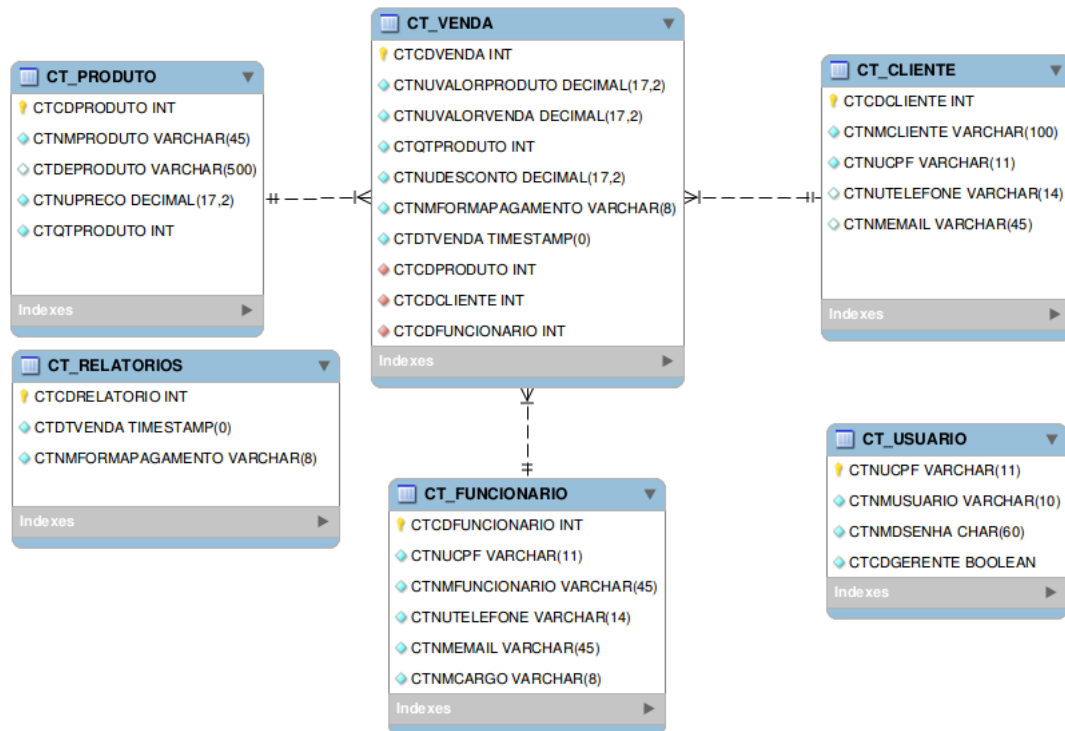 CT_PRODUTO
CTCDPRODUTO INT
CTNMPRODUTO VARCHAR(45)
CTDEPRODUTO VARCHAR(500)
CTNUPRECO DECIMAL(17,2)
CTQTPRODUTO INT
Indexes
CT_VENDA
CTCDVENDA INT
CTNUVALORPRODUTO DECIMAL(17,2)
CTNUVALORVENDA DECIMAL(17,2)
CTQTPRODUTO INT
CTNUDESCONTO DECIMAL(17,2)
CTNMFORMAPAGAMENTO VARCHAR(8)
CTDTVENDA TIMESTAMP(0)
CTCDPRODUTO INT
CTCDCLIENTE INT
CTCDFUNCIONARIO INT
Indexes
CT_CLIENTE
CTCDCLIENTE INT
CTNMCLIENTE VARCHAR(100)
CTNUCPF VARCHAR(11)
CTNUTELEFONE VARCHAR(14)
CTNMEMAIL VARCHAR(45)
Indexes
CT_RELATORIOS
CTCDRELATORIO INT
CTDTVENDA TIMESTAMP(0)
CTNMFORMAPAGAMENTO VARCHAR(8)
Indexes
CT_FUNCIONARIO
CTCDFUNCIONARIO INT
CTNUCPF VARCHAR(11)
CTNMFUNCIONARIO VARCHAR(45)
CTNUTELEFONE VARCHAR(14)
CTNMEMAIL VARCHAR(45)
CTNMCARGO VARCHAR(8)
Indexes
CT_USUARIO
CTNUCPF VARCHAR(11)
CTNMUSUARIO VARCHAR(10)
CTNMDSENHA CHAR(60)
CTCDGERENTE BOOLEAN
Indexes